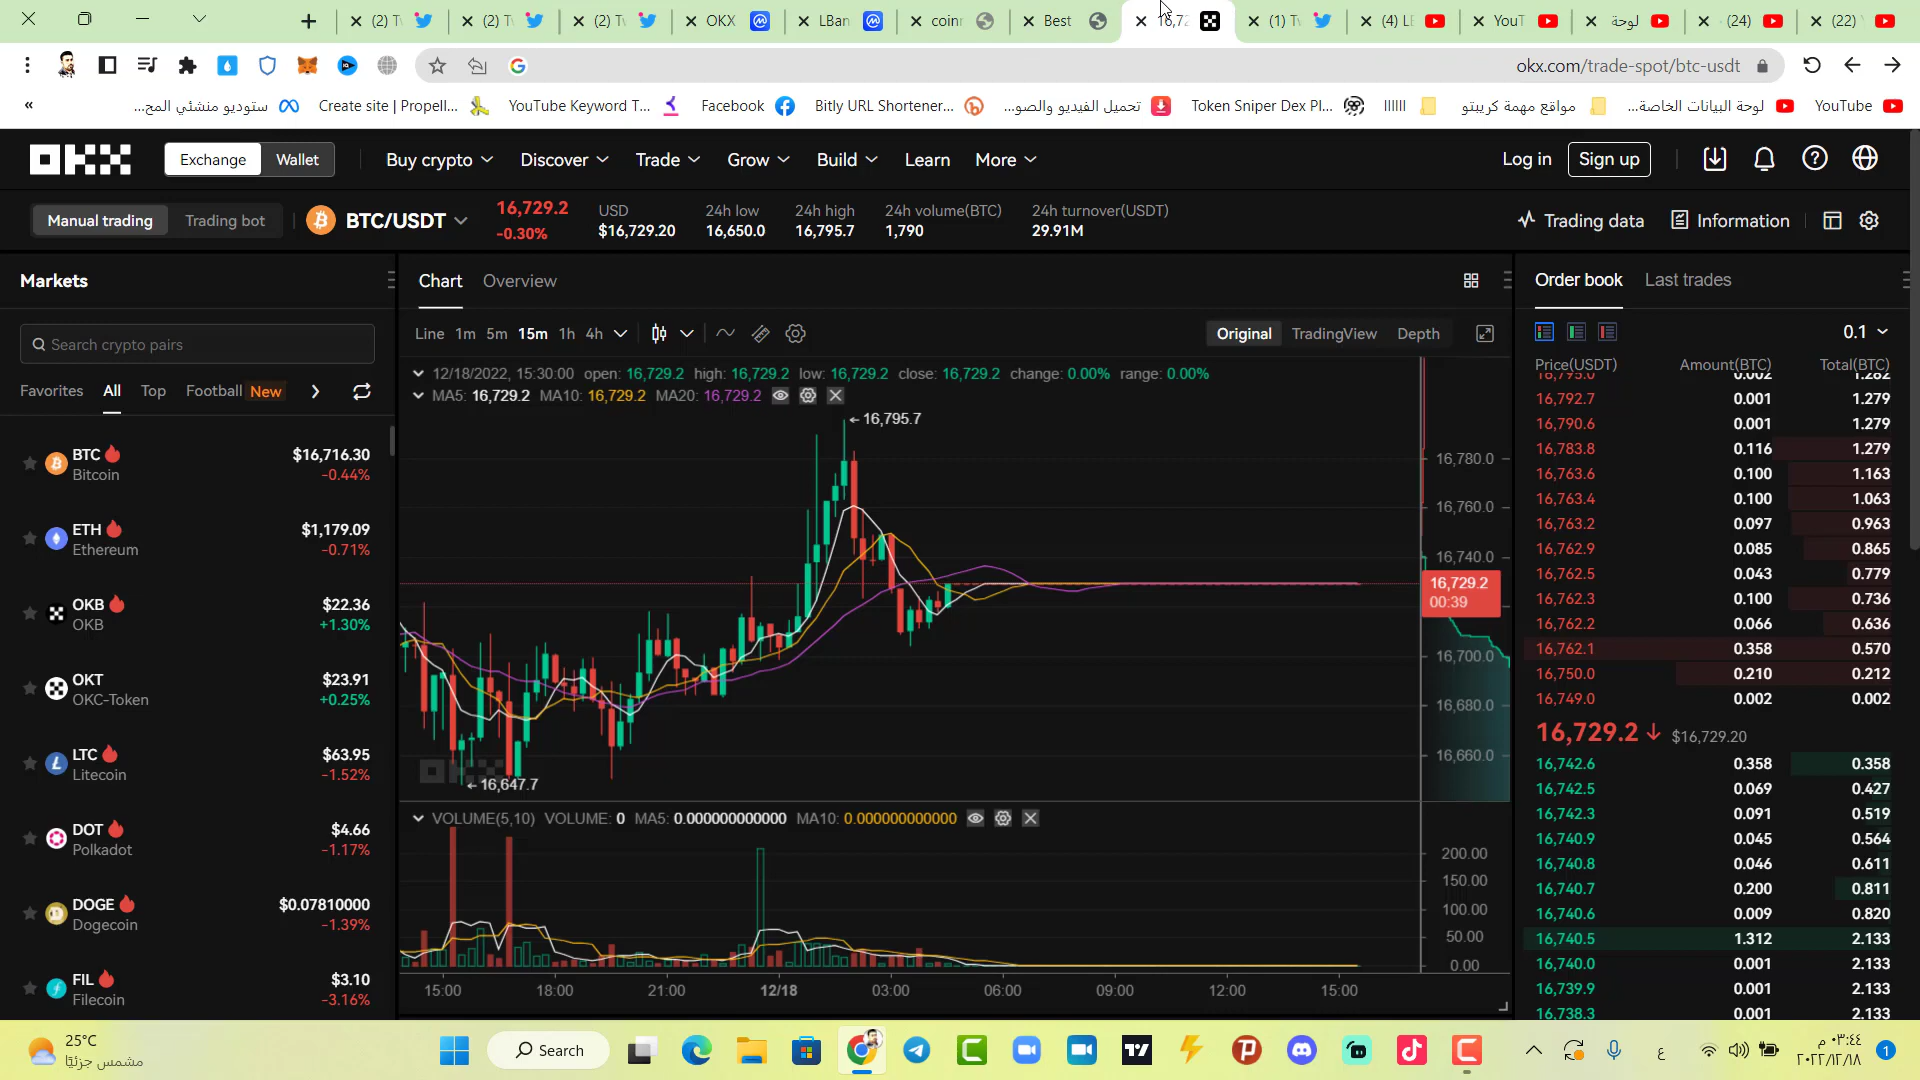 (2) Tv
(2) Tv
(2) Tv
OKX
LBan
coinr
Best
16,72
(1) Tv
(4) LE
YouT
لوحة
(24)
(22)
okx.com/trade-spot/btc-usdt
«
ستوديو منشئي المح...
Create site | Propell...
YouTube Keyword T...
Facebook
Bitly URL Shortener...
تحميل الفيديو والصو...
Token Sniper Dex Pl...
llllll
مواقع مهمة كريبتو
لوحة البيانات الخاصة...
YouTube
OKX
Exchange
Wallet
Buy crypto
Discover
Trade
Grow
Build
Learn
More
Log in
Sign up
Manual trading
Trading bot
BTC/USDT
16,729.2
-0.30%
USD
$16,729.20
24h low
16,650.0
24h high
16,795.7
24h volume(BTC)
1,790
24h turnover(USDT)
29.91M
Trading data
Information
Markets
Search crypto pairs
Favorites
All
Top
Football New
BTC
Bitcoin
$16,716.30
-0.44%
ETH
Ethereum
$1,179.09
-0.71%
OKB
OKB
$22.36
+1.30%
OKT
OKC-Token
$23.91
+0.25%
LTC
Litecoin
$63.95
-1.52%
DOT
Polkadot
$4.66
-1.17%
DOGE
Dogecoin
$0.07810000
-1.39%
FIL
Filecoin
$3.10
-3.16%
Chart
Overview
Line 1m 5m 15m 1h 4h
Original
TradingView
Depth
12/18/2022, 15:30:00 open: 16,729.2 high: 16,729.2 low: 16,729.2 close: 16,729.2 change: 0.00% range: 0.00%
MA5: 16,729.2 MA10: 16,729.2 MA20: 16,729.2
16,795.7
16,780.0
16,760.0
16,740.0
16,729.2
00:39
16,700.0
16,680.0
16,660.0
16,647.7
VOLUME(5,10) VOLUME: 0 MA5: 0.000000000000 MA10: 0.000000000000
200.00
150.00
100.00
50.00
0.00
15:00 18:00 21:00 12/18 03:00 06:00 09:00 12:00 15:00
Order book
Last trades
0.1
Price(USDT) Amount(BTC) Total(BTC)
16,795.0 0.002 1.282
16,792.7 0.001 1.279
16,790.6 0.001 1.279
16,783.8 0.116 1.279
16,763.6 0.100 1.163
16,763.4 0.100 1.063
16,763.2 0.097 0.963
16,762.9 0.085 0.865
16,762.5 0.043 0.779
16,762.3 0.100 0.736
16,762.2 0.066 0.636
16,762.1 0.358 0.570
16,750.0 0.210 0.212
16,749.0 0.002 0.002
16,729.2 $16,729.20
16,742.6 0.358 0.358
16,742.5 0.069 0.427
16,742.3 0.091 0.519
16,740.9 0.045 0.564
16,740.8 0.046 0.611
16,740.7 0.200 0.811
16,740.6 0.009 0.820
16,740.5 1.312 2.133
16,740.0 0.001 2.133
16,739.9 0.001 2.133
16,738.3 0.001 2.133
25°C
مشمس جزئيًا
Search
ع
٠٣:٤٤ م
٢٠٢٢/١٢/١٨
1